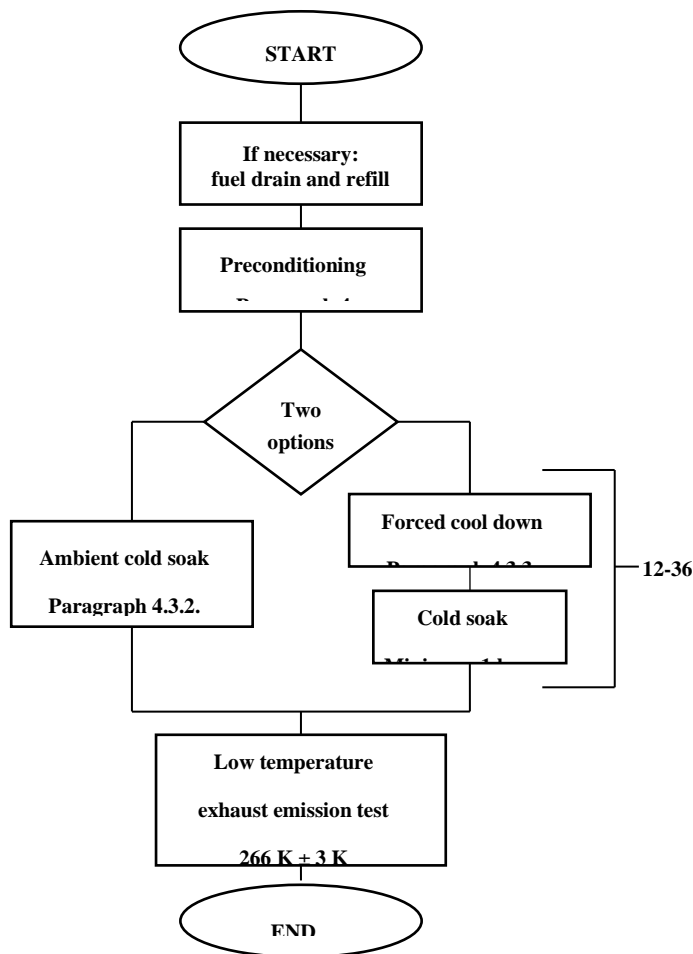 START
If necessary:
fuel drain and refill
Preconditioning
Two
options
Ambient cold soak
Paragraph 4.3.2.
Forced cool down
Cold soak
12-36
Low temperature
exhaust emission test
266 K ± 3 K
END